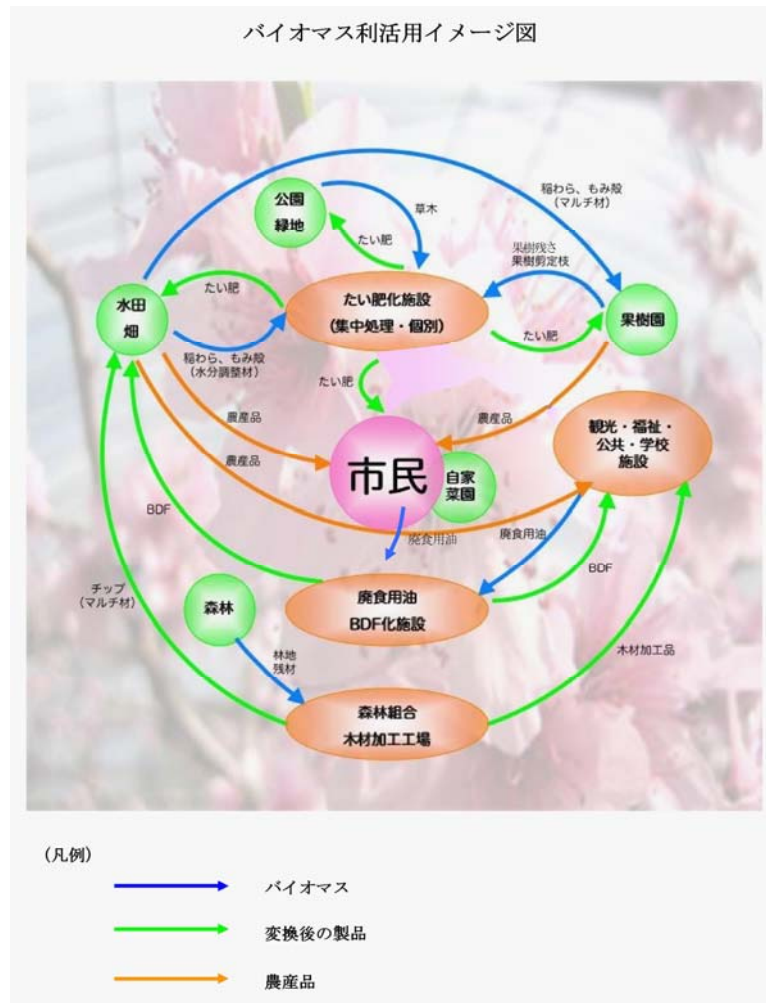 バイオマス利活用イメージ図
稲わら、もみ殻
（マルチ材）
公園
緑地
草木
たい肥
果樹残さ
果樹剪定枝
たい肥
水田
畑
たい肥化施設
（集中処理・個別）
果樹園
稲わら、もみ殻
（水分調整材）
たい肥
たい肥
農産品
農産品
観光・福祉・
公共・学校
施設
農産品
市民
自家
菜園
BDF
廃食用油
廃食用油
BDF
チップ
（マルチ材）
森林
廃食用油
BDF化施設
林地
残材
木材加工品
森林組合
木材加工工場
（凡例）
バイオマス
変換後の製品
農産品